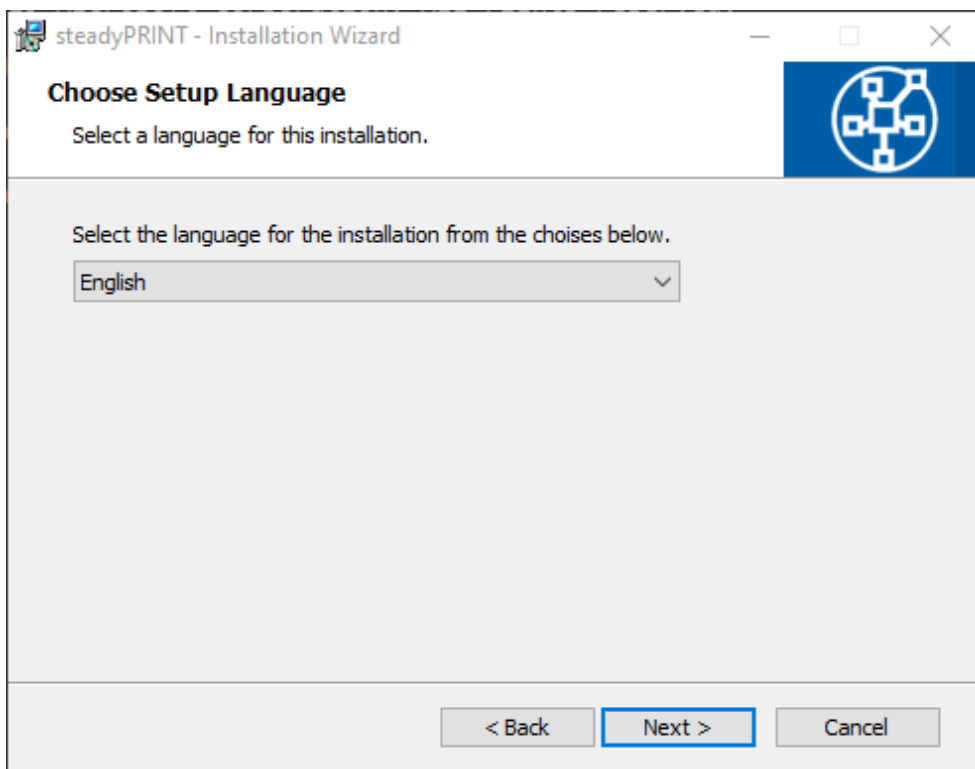 steadyPRINT - Installation Wizard
Choose Setup Language
Select a language for this installation.
Select the language for the installation from the choises below.
English
< Back
Next >
Cancel